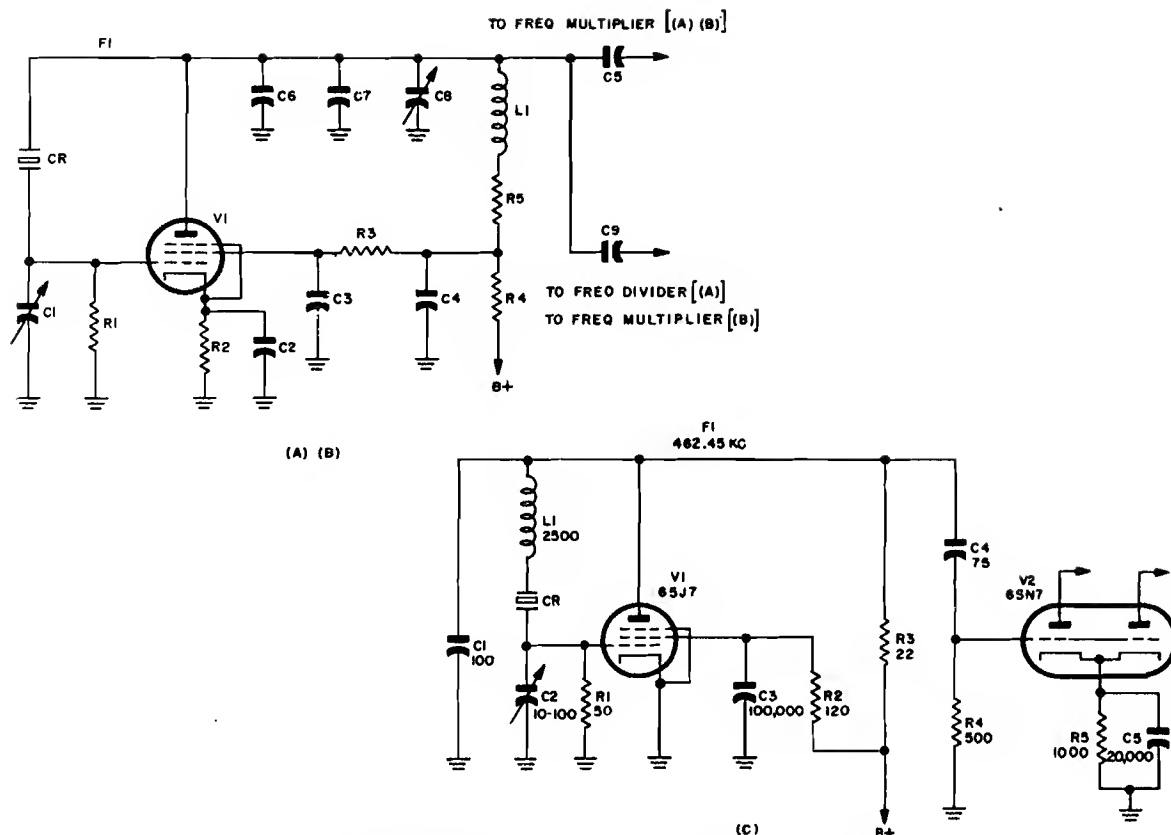 TO FREQ MULTIPLIER [(A) (B)]
F1
C5
C6
C7
C8
L1
CR
R5
V1
R3
C9
C1
R1
C3
C4
R4
TO FREQ DIVIDER [(A)]
TO FREQ MULTIPLIER [(B)]
R2
C2
B+
(A) (B)
F1
462.45 KC
L1
2500
C4
75
V1
6SJ7
V2
6SN7
CR
C1
100
R3
22
C2
10-100
R1
50
C3
100,000
R2
120
R4
500
R5
1000
C5
20,000
(C)
B+